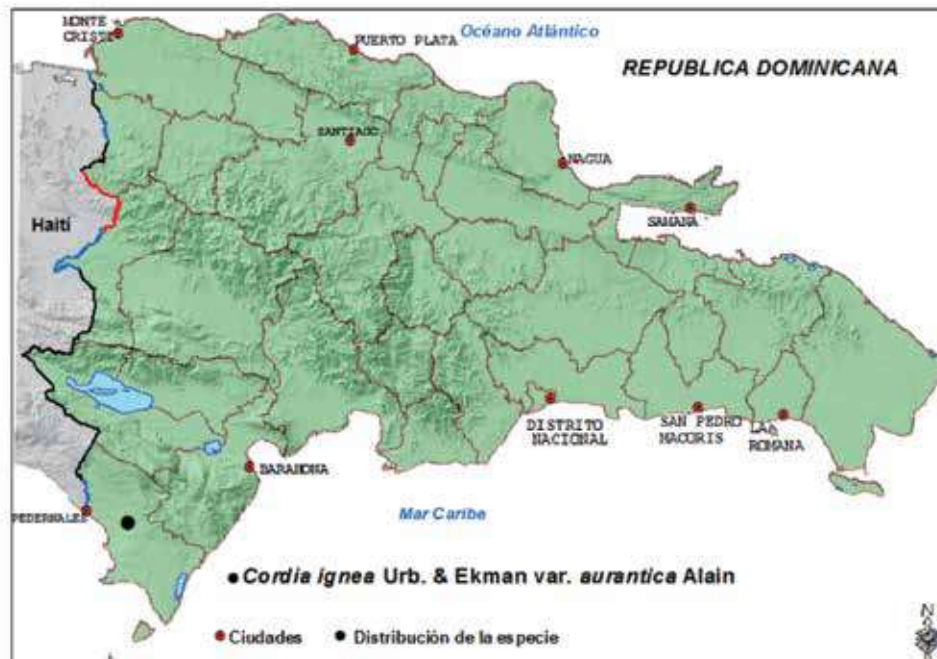 MONTE
CRISTI
Océano Atlántico
PUERTO PLATA
REPUBLICA DOMINICANA
SANTIAGO
NAGUA
SAMANA
Haití
DISTRITO
NACIONAL
SAN PEDRO
MACORIS
LA
ROMANA
BARAHONA
PEDERNALES
Mar Caribe
Cordia ignea Urb. & Ekman var. aurantica Alain
Ciudades
Distribución de la especie
N
S